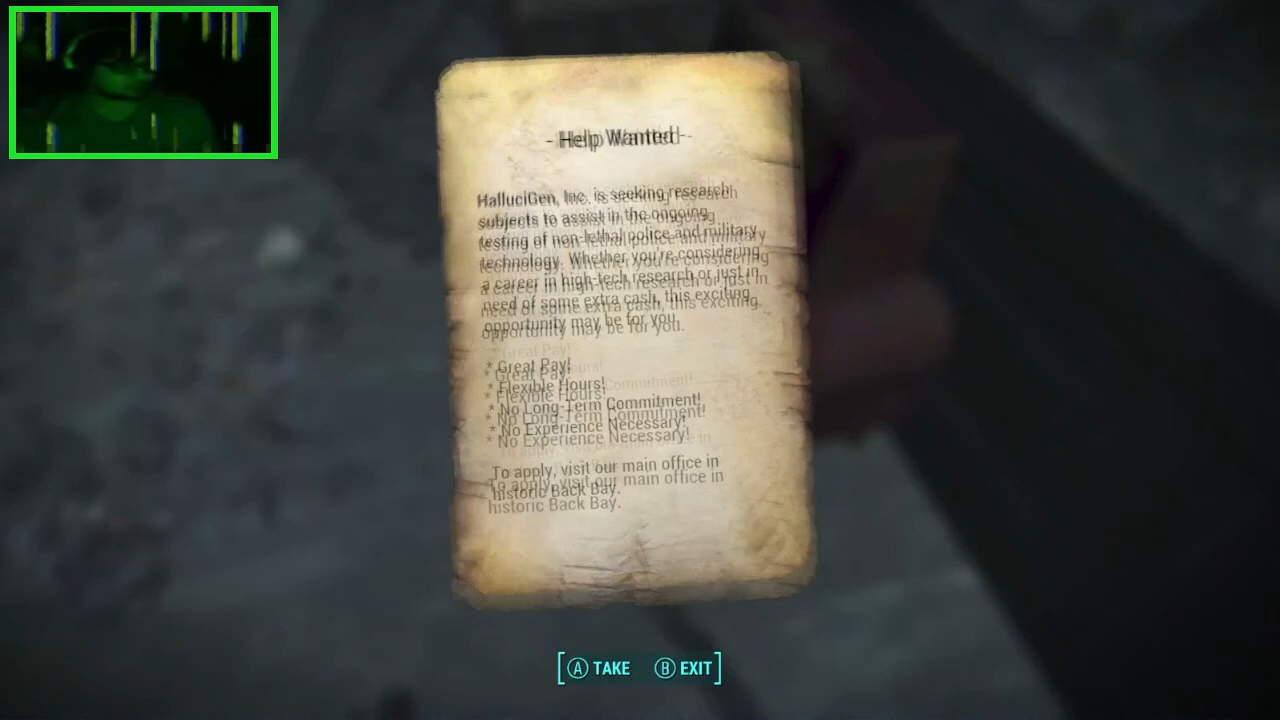 - Help Wanted -
HalluciGen, Inc. is seeking research
subjects to assist in the ongoing
testing of non-lethal police and military
technology. Whether you're considering
a career in high-tech research or just in
need of some extra cash, this exciting
opportunity may be for you.
* Great Pay!
* Flexible Hours!
* No Long-Term Commitment!
* No Experience Necessary!
To apply, visit our main office in
historic Back Bay.
[ A TAKE B EXIT ]